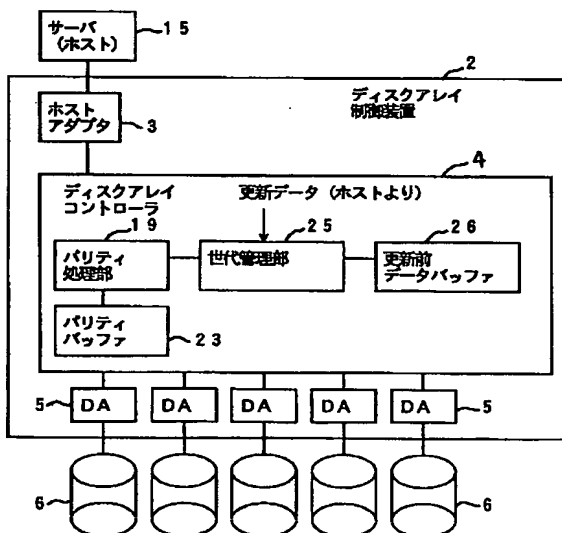 サーバ
(ホスト)
15
2
ディスクアレイ
制御装置
ホスト
アダプタ
3
4
ディスクアレイ
コントローラ
更新データ(ホストより)
19
25
26
パリティ
処理部
世代管理部
更新前
データバッファ
パリティ
バッファ
23
5
DA
DA
DA
DA
DA
5
6
6